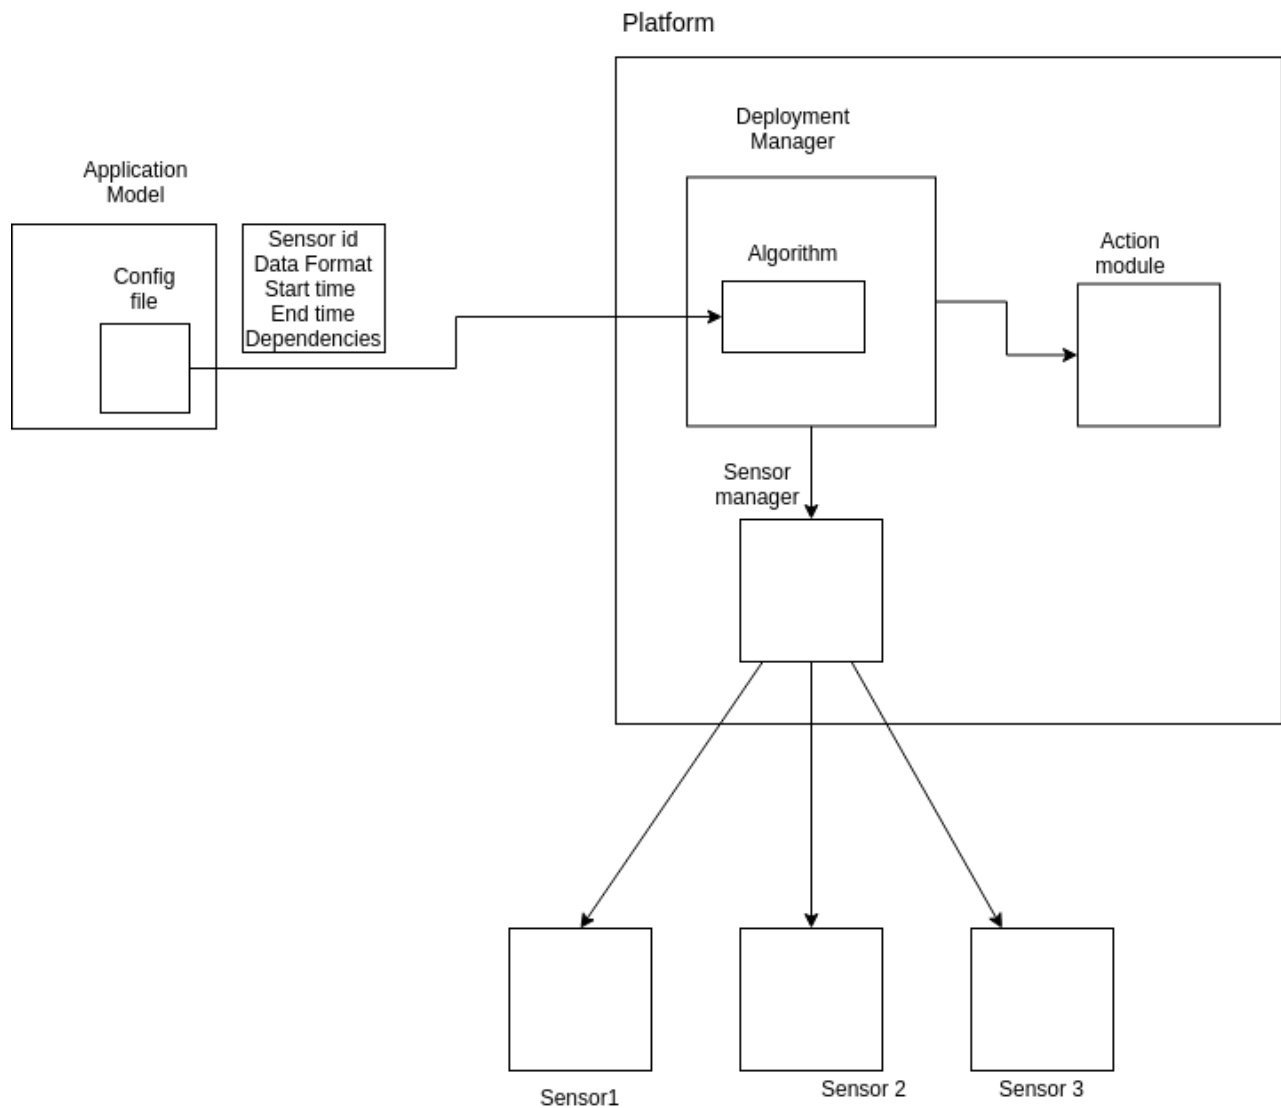 Platform
Deployment
Manager
Application
Model
Sensor id
Data Format
Start time
End time
Dependencies
Config
file
Algorithm
Action
module
Sensor
manager
Sensor1
Sensor 2
Sensor 3